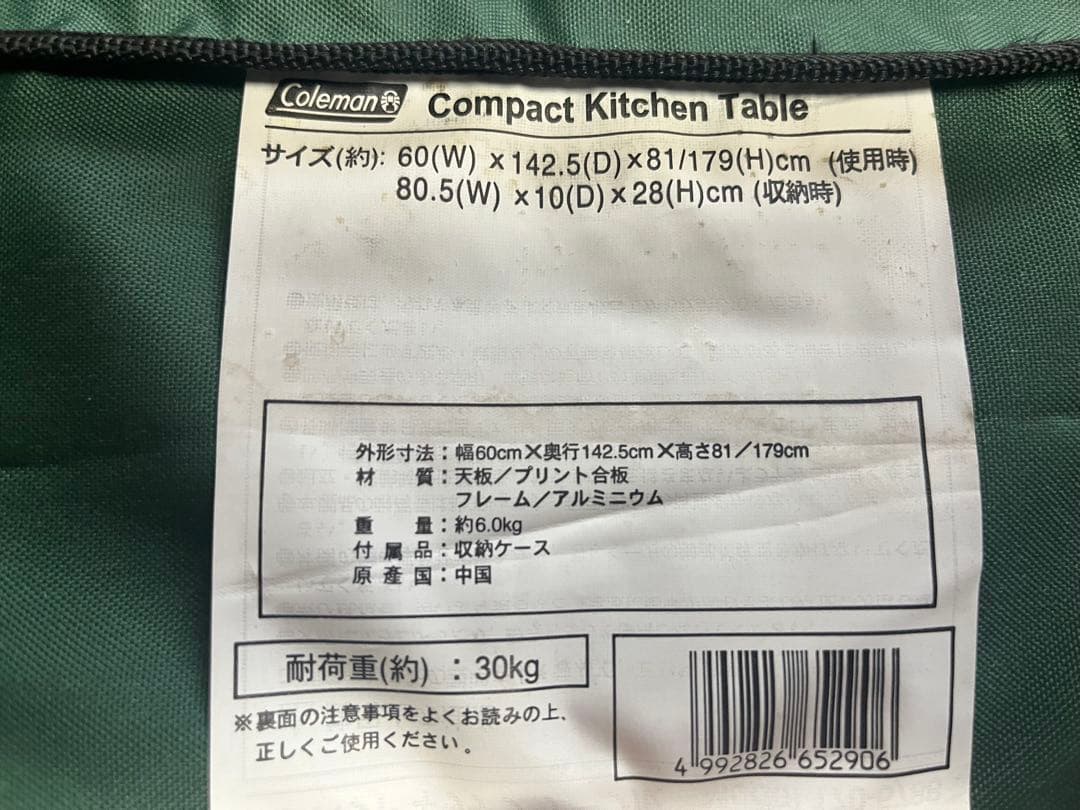 Coleman Compact Kitchen Table
サイズ(約): 60(W) x142.5(D)×81/179(H)cm (使用時)
80.5(W) x10(D)×28(H)cm (収納時)
外形寸法：幅60cm×奥行142.5cm×高さ81／179cm
材　質：天板／プリント合板
フレーム／アルミニウム
重　量：約6.0kg
付属品：収納ケース
原産国：中国
耐荷重(約)：30kg
※裏面の注意事項をよくお読みの上、
正しくご使用ください。
4 992826 652906